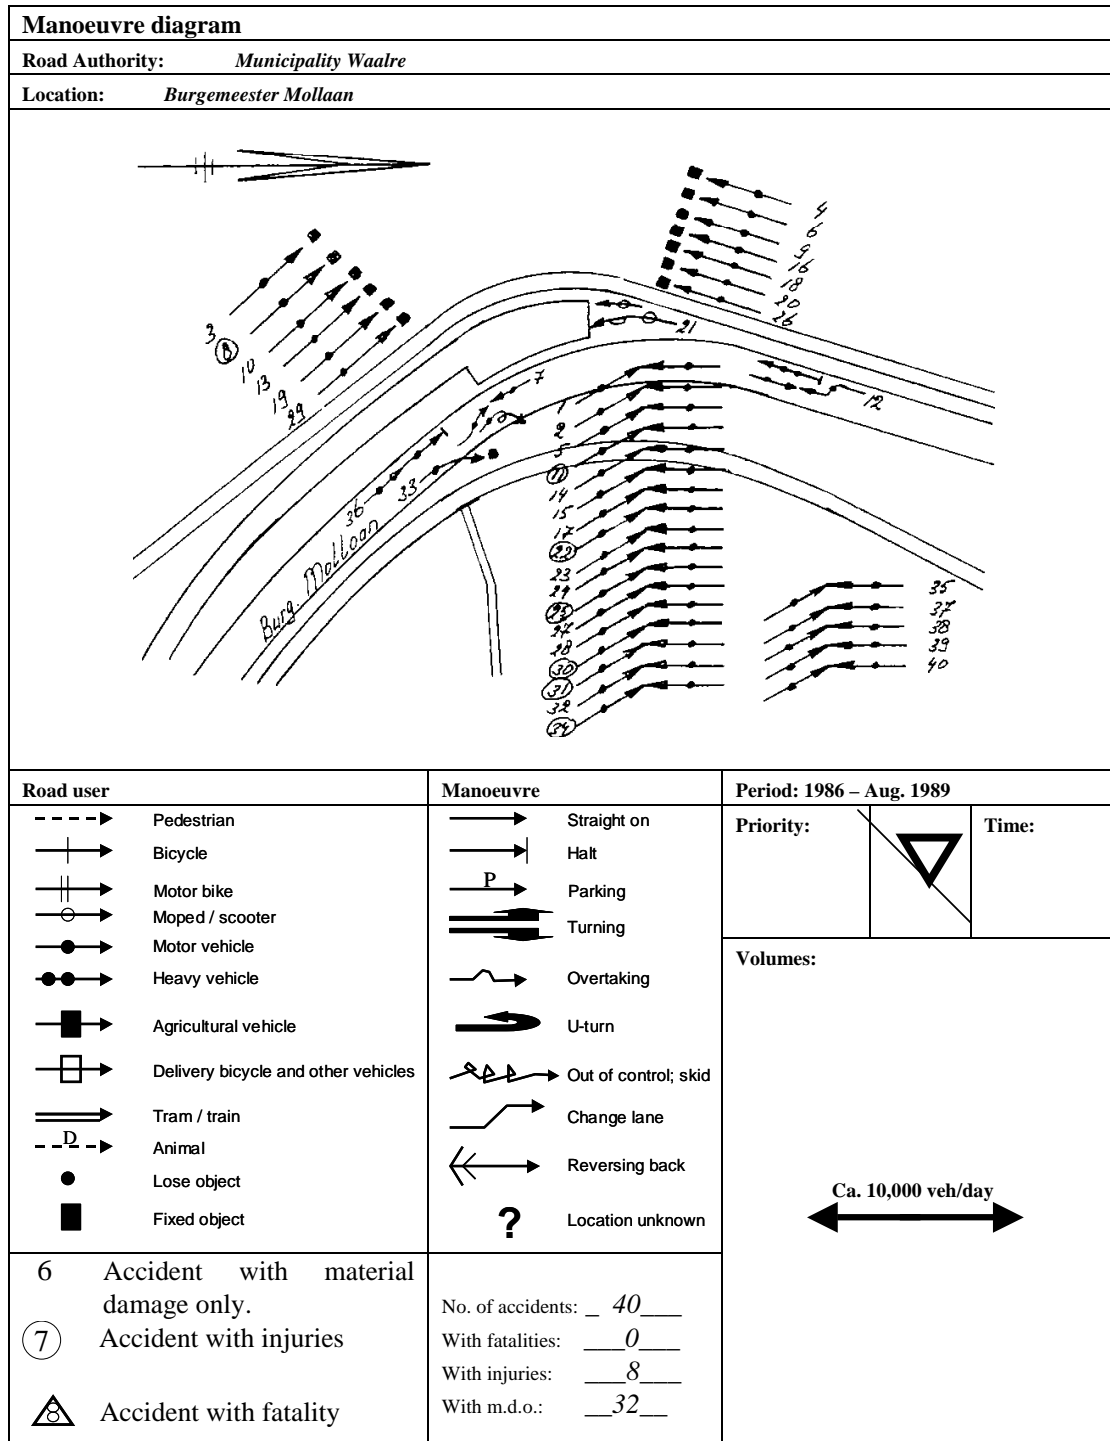 Manoeuvre diagram
Road Authority: Municipality Waalre
Location: Burgemeester Mollaan
4
6
9
16
18
20
26
3
8
10
13
19
29
21
7
12
1
2
5
11
14
15
17
22
23
24
25
27
28
30
31
32
34
33
36
Burg. Mollaan
35
37
38
39
40
Road user
Pedestrian
Bicycle
Motor bike
Moped / scooter
Motor vehicle
Heavy vehicle
Agricultural vehicle
Delivery bicycle and other vehicles
Tram / train
D
Animal
Lose object
Fixed object
Manoeuvre
Straight on
Halt
P
Parking
Turning
Overtaking
U-turn
Out of control; skid
Change lane
Reversing back
? Location unknown
Period: 1986 – Aug. 1989
Priority:
Time:
Volumes:
Ca. 10,000 veh/day
6 Accident with material
damage only.
7 Accident with injuries
8 Accident with fatality
No. of accidents: _ 40___
With fatalities: ___0___
With injuries: ___8___
With m.d.o.: __32__